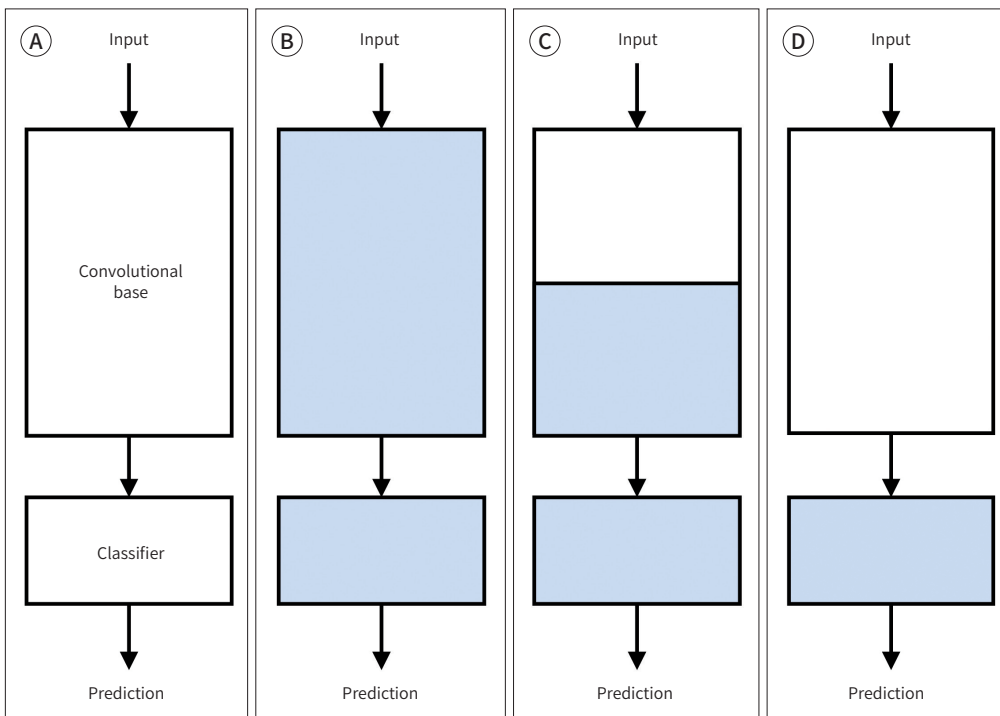 A
Input
Convolutional
base
Classifier
Prediction
B
Input
Prediction
C
Input
Prediction
D
Input
Prediction